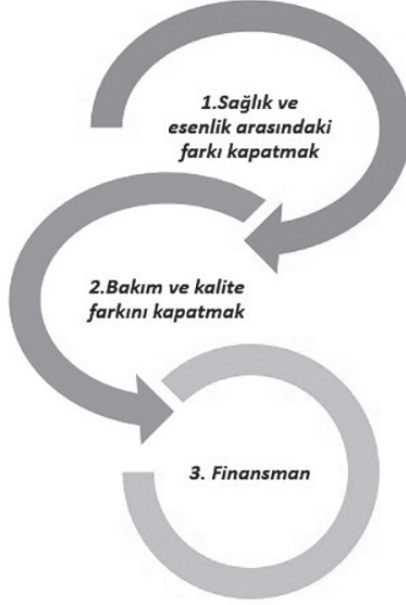 1.Sağlık ve
esenlik arasındaki
farkı kapatmak
2.Bakım ve kalite
farkını kapatmak
3. Finansman